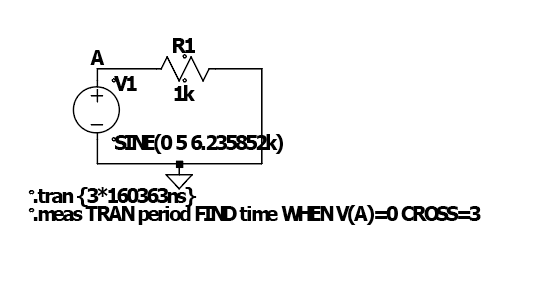 R1
A
V1
1k
SINE(0 5 6.235852k)
.tran {3*160363ns}
.meas TRAN period FIND time WHEN V(A)=0 CROSS=3